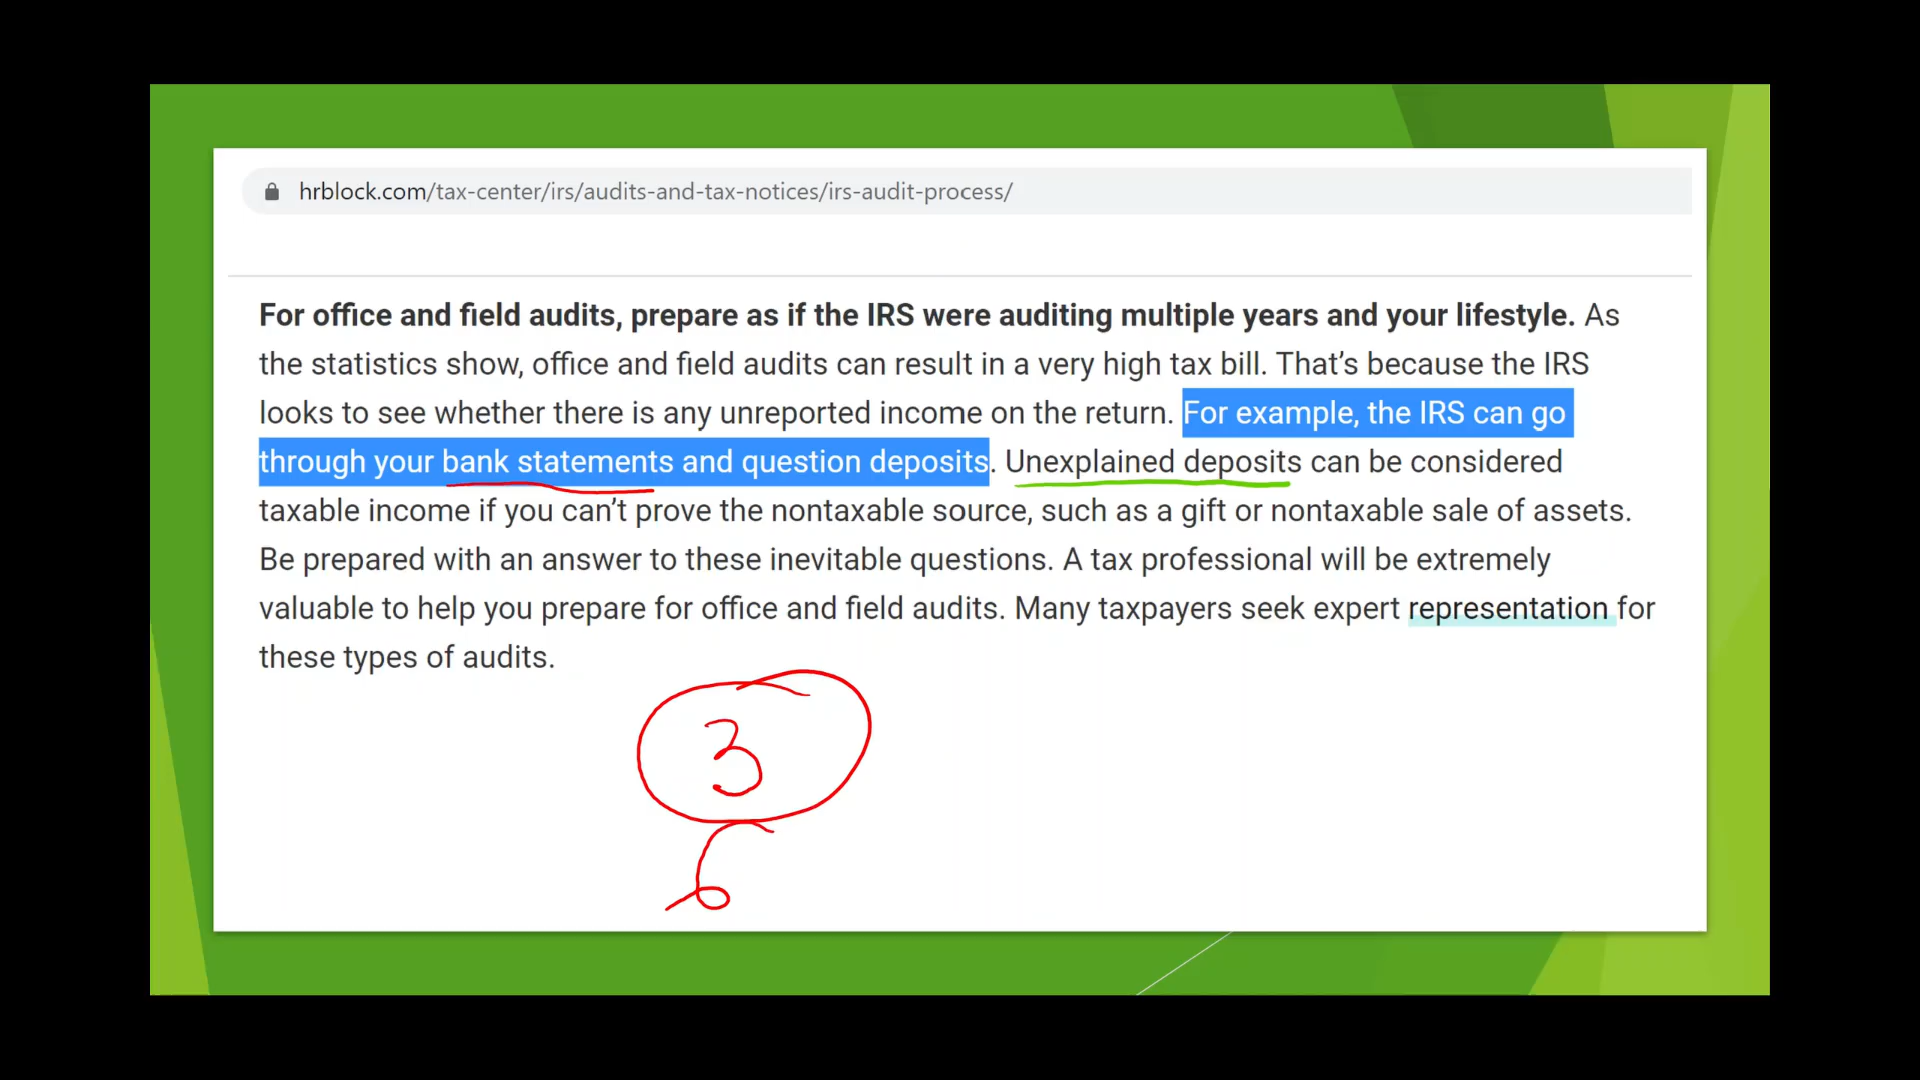 hrblock.com/tax-center/irs/audits-and-tax-notices/irs-audit-process/
For office and field audits, prepare as if the IRS were auditing multiple years and your lifestyle. As
the statistics show, office and field audits can result in a very high tax bill. That’s because the IRS
looks to see whether there is any unreported income on the return. For example, the IRS can go
through your bank statements and question deposits. Unexplained deposits can be considered
taxable income if you can’t prove the nontaxable source, such as a gift or nontaxable sale of assets.
Be prepared with an answer to these inevitable questions. A tax professional will be extremely
valuable to help you prepare for office and field audits. Many taxpayers seek expert representation for
these types of audits.
3